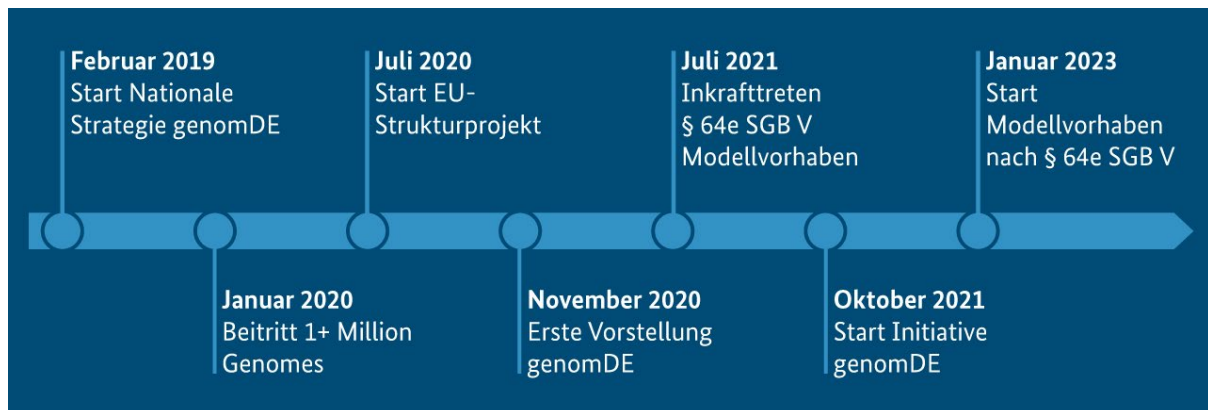 Februar 2019
Start Nationale
Strategie genomDE
Januar 2020
Beitritt 1+ Million
Genomes
Juli 2020
Start EU-
Strukturprojekt
November 2020
Erste Vorstellung
genomDE
Juli 2021
Inkrafttreten
§ 64e SGB V
Modellvorhaben
Oktober 2021
Start Initiative
genomDE
Januar 2023
Start
Modellvorhaben
nach § 64e SGB V